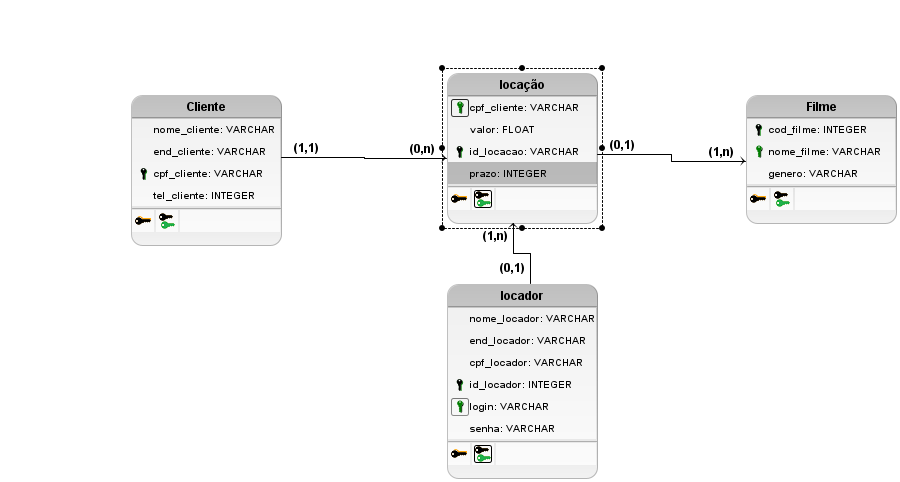 Cliente
nome_cliente: VARCHAR
end_cliente: VARCHAR
cpf_cliente: VARCHAR
tel_cliente: INTEGER
(1,1)
(0,n)
locação
cpf_cliente: VARCHAR
valor: FLOAT
id_locacao: VARCHAR
prazo: INTEGER
(0,1)
(1,n)
Filme
cod_filme: INTEGER
nome_filme: VARCHAR
genero: VARCHAR
(1,n)
(0,1)
locador
nome_locador: VARCHAR
end_locador: VARCHAR
cpf_locador: VARCHAR
id_locador: INTEGER
login: VARCHAR
senha: VARCHAR